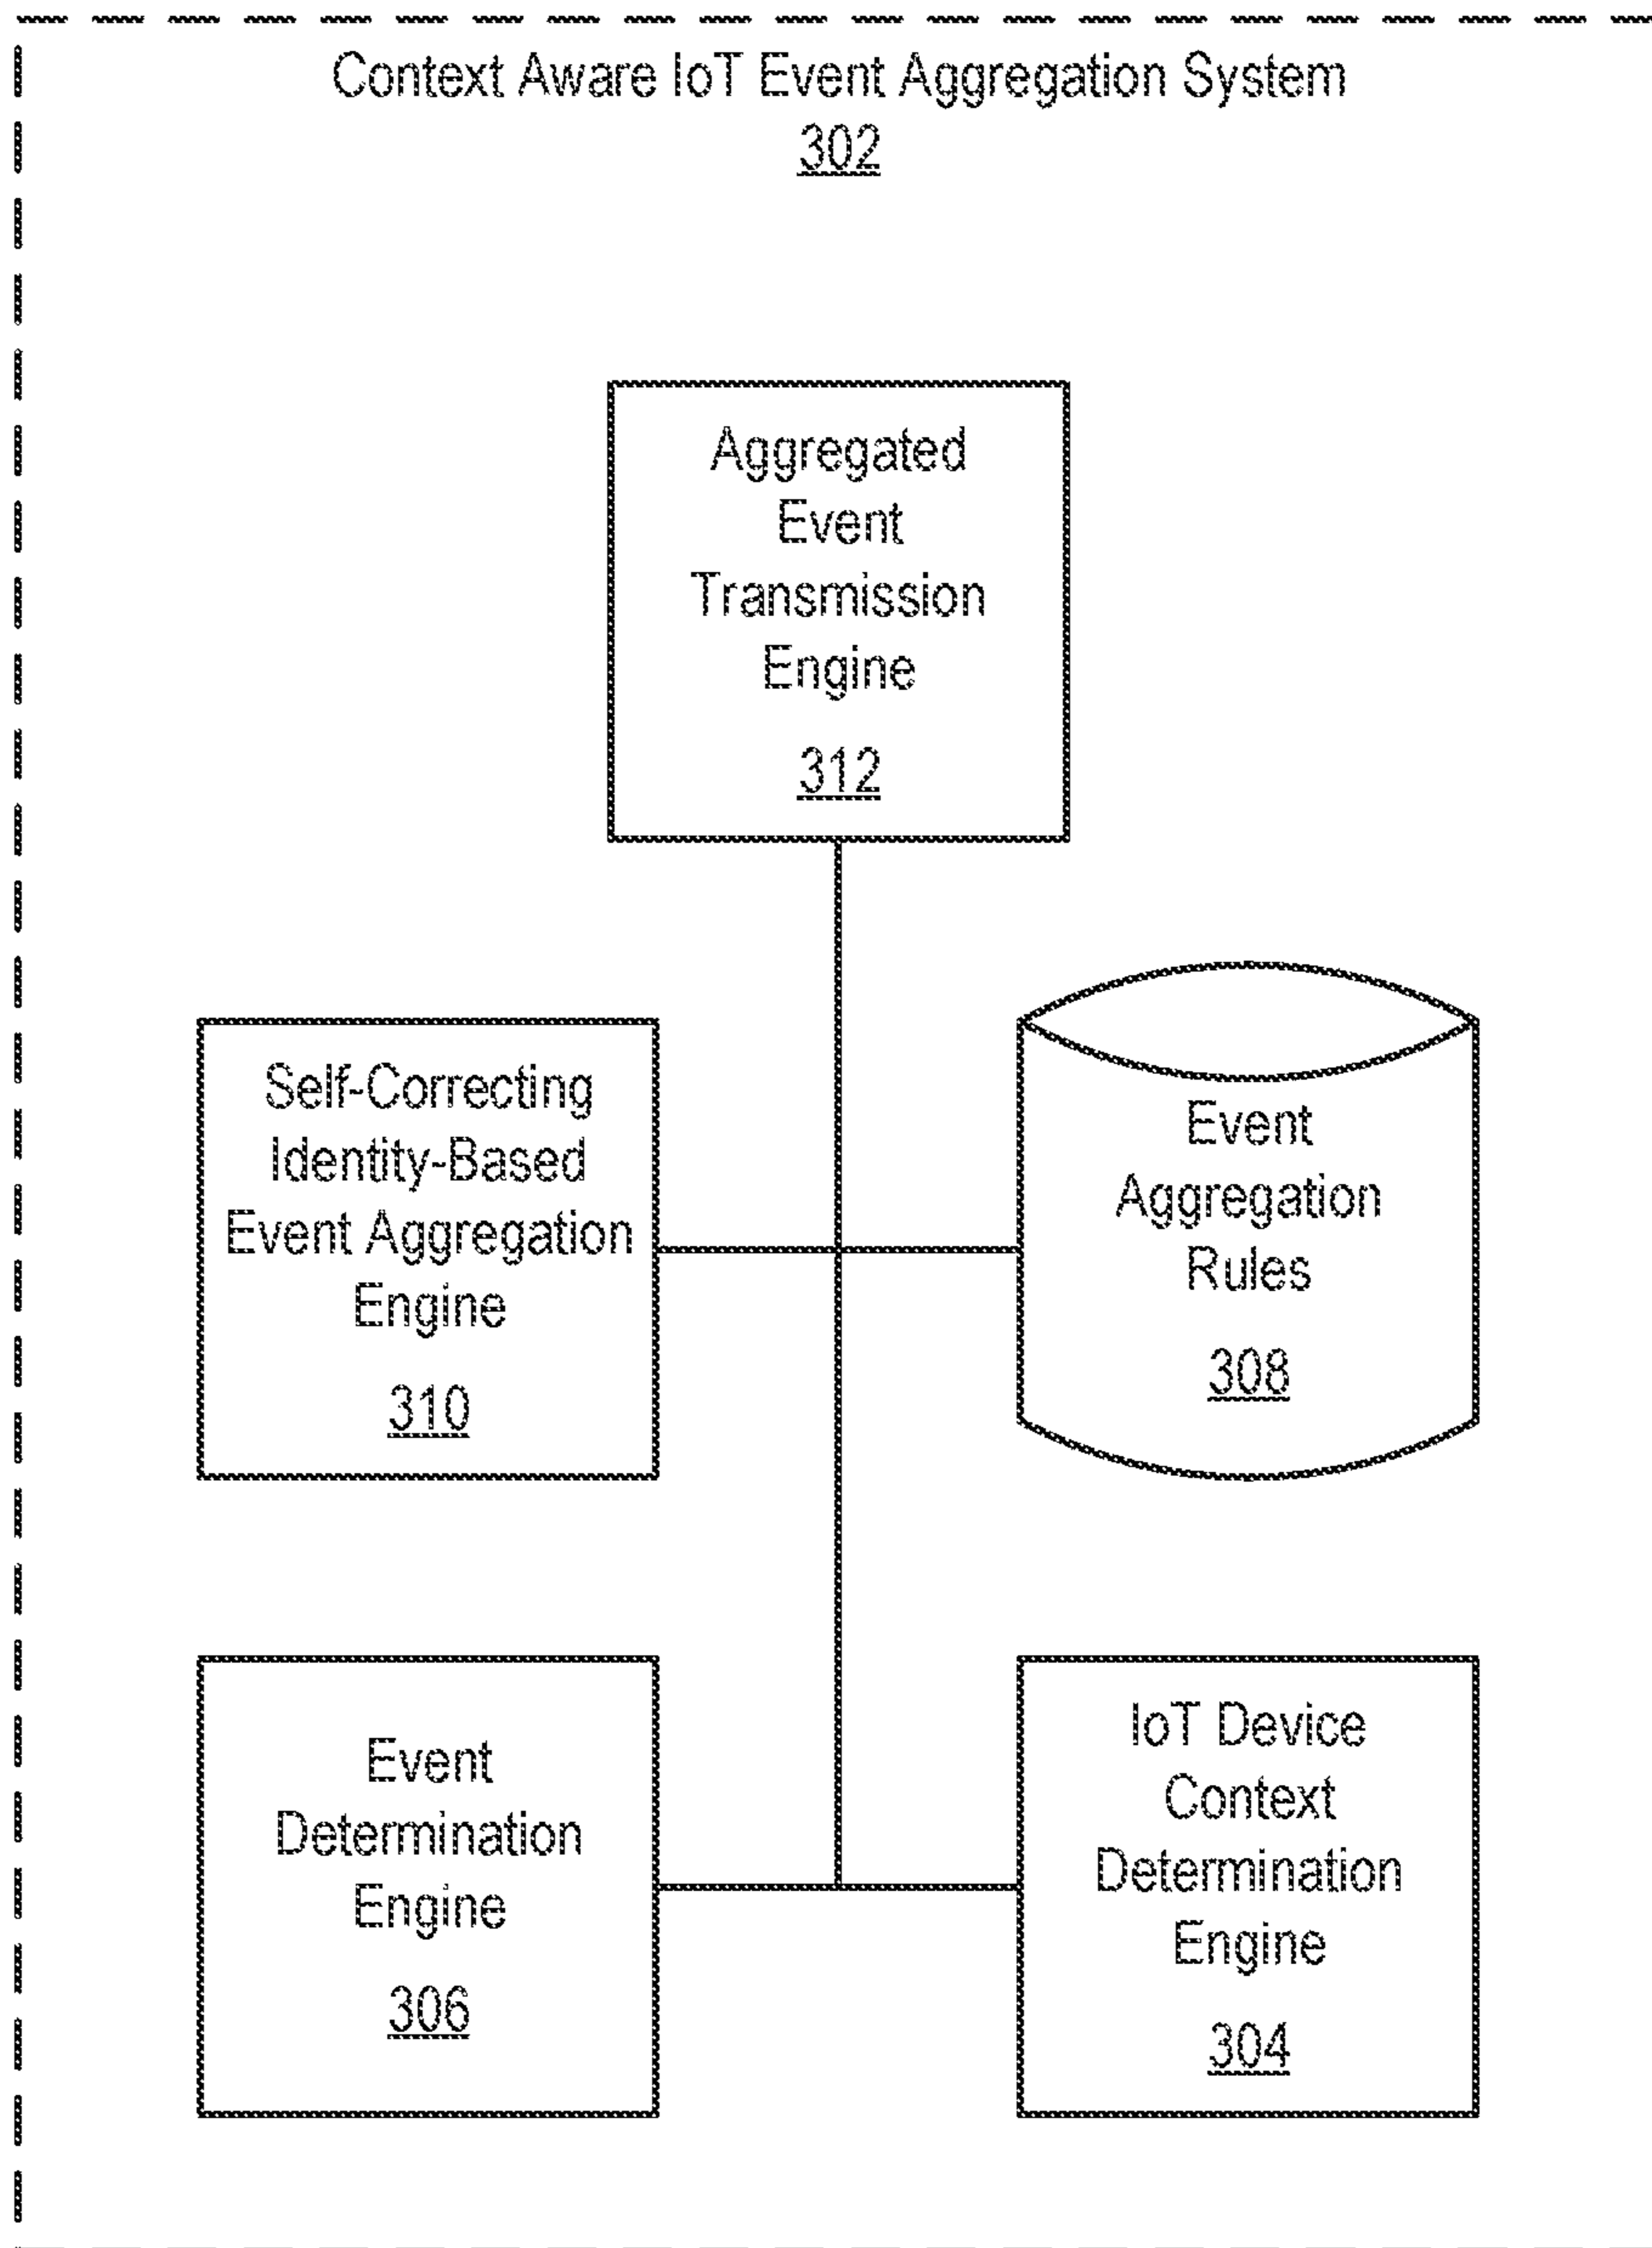 Context Aware IoT Event Aggregation System
302
Aggregated
Event
Transmission
Engine
312
Self-Correcting
Identity-Based
Event Aggregation
Engine
310
Event
Aggregation
Rules
308
Event
Determination
Engine
306
IoT Device
Context
Determination
Engine
304